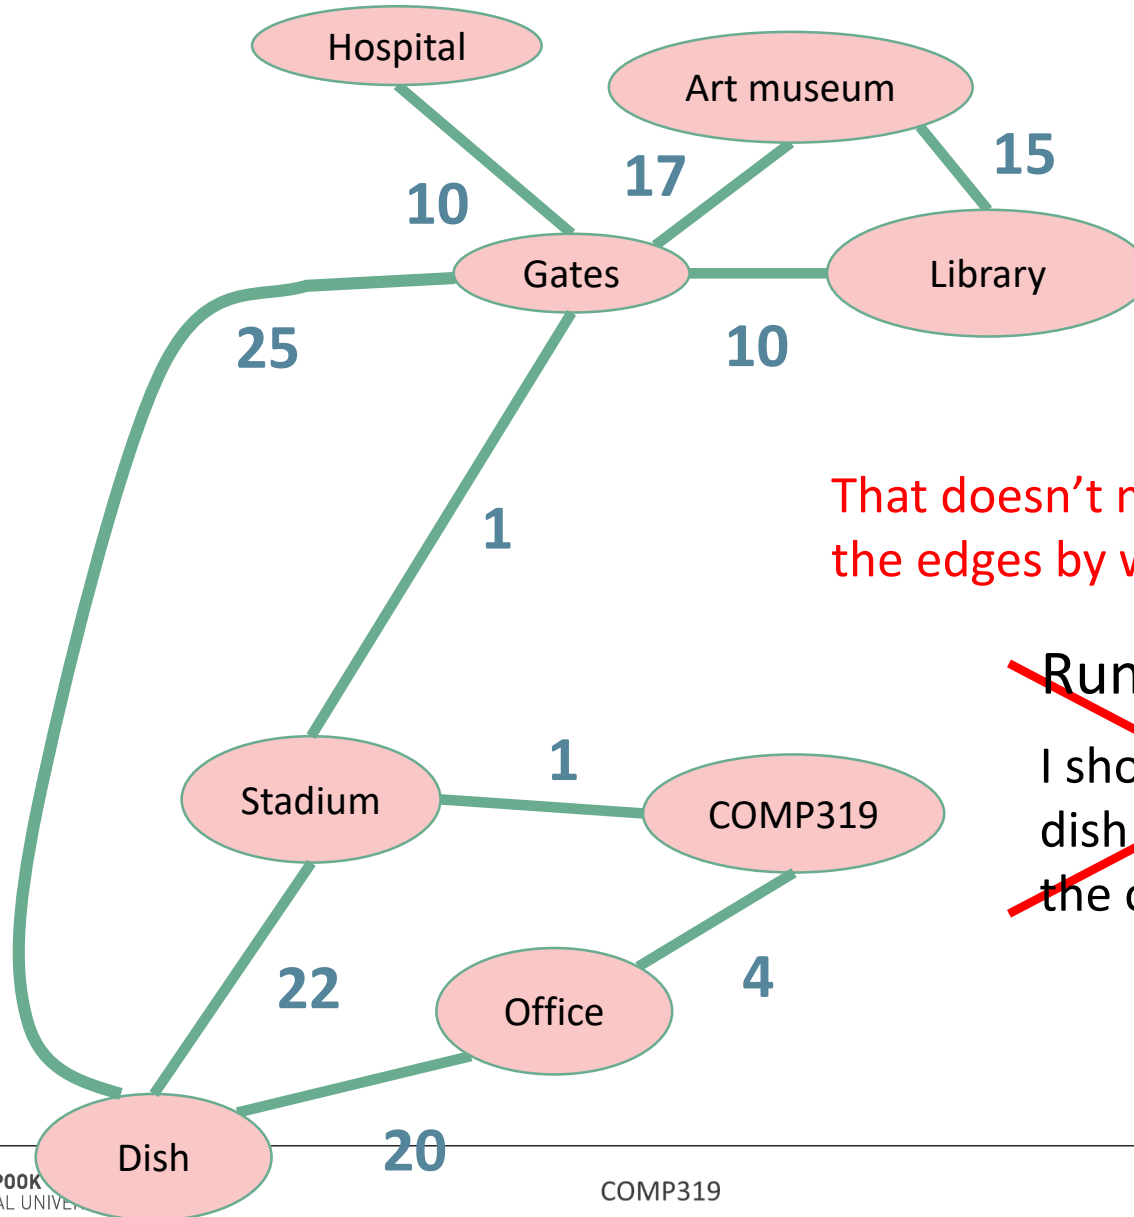 Hospital
Art museum
15
17
10
Gates
Library
25
10
1
That doesn’t
the edges by
Run
Stadium
1
COMP319
I sho
dish
the
22
Office
4
Dish
20
COMP319